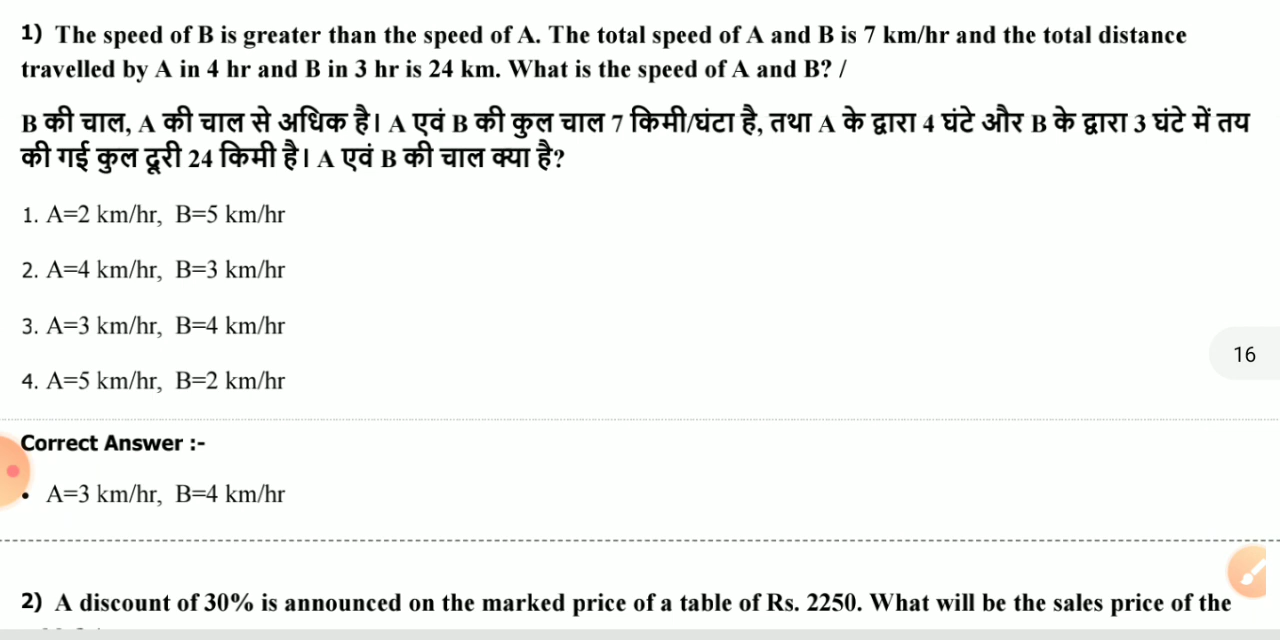 1) The speed of B is greater than the speed of A. The total speed of A and B is 7 km/hr and the total distance
travelled by A in 4 hr and B in 3 hr is 24 km. What is the speed of A and B? /
B की चाल, A की चाल से अधिक है। A एवं B की कुल चाल 7 किमी/घंटा है, तथा A के द्वारा 4 घंटे और B के द्वारा 3 घंटे में तय
की गई कुल दूरी 24 किमी है। A एवं B की चाल क्या है?
1. A=2 km/hr, B=5 km/hr
2. A=4 km/hr, B=3 km/hr
3. A=3 km/hr, B=4 km/hr
16
4. A=5 km/hr, B=2 km/hr
Correct Answer :-
• A=3 km/hr, B=4 km/hr
2) A discount of 30% is announced on the marked price of a table of Rs. 2250. What will be the sales price of the